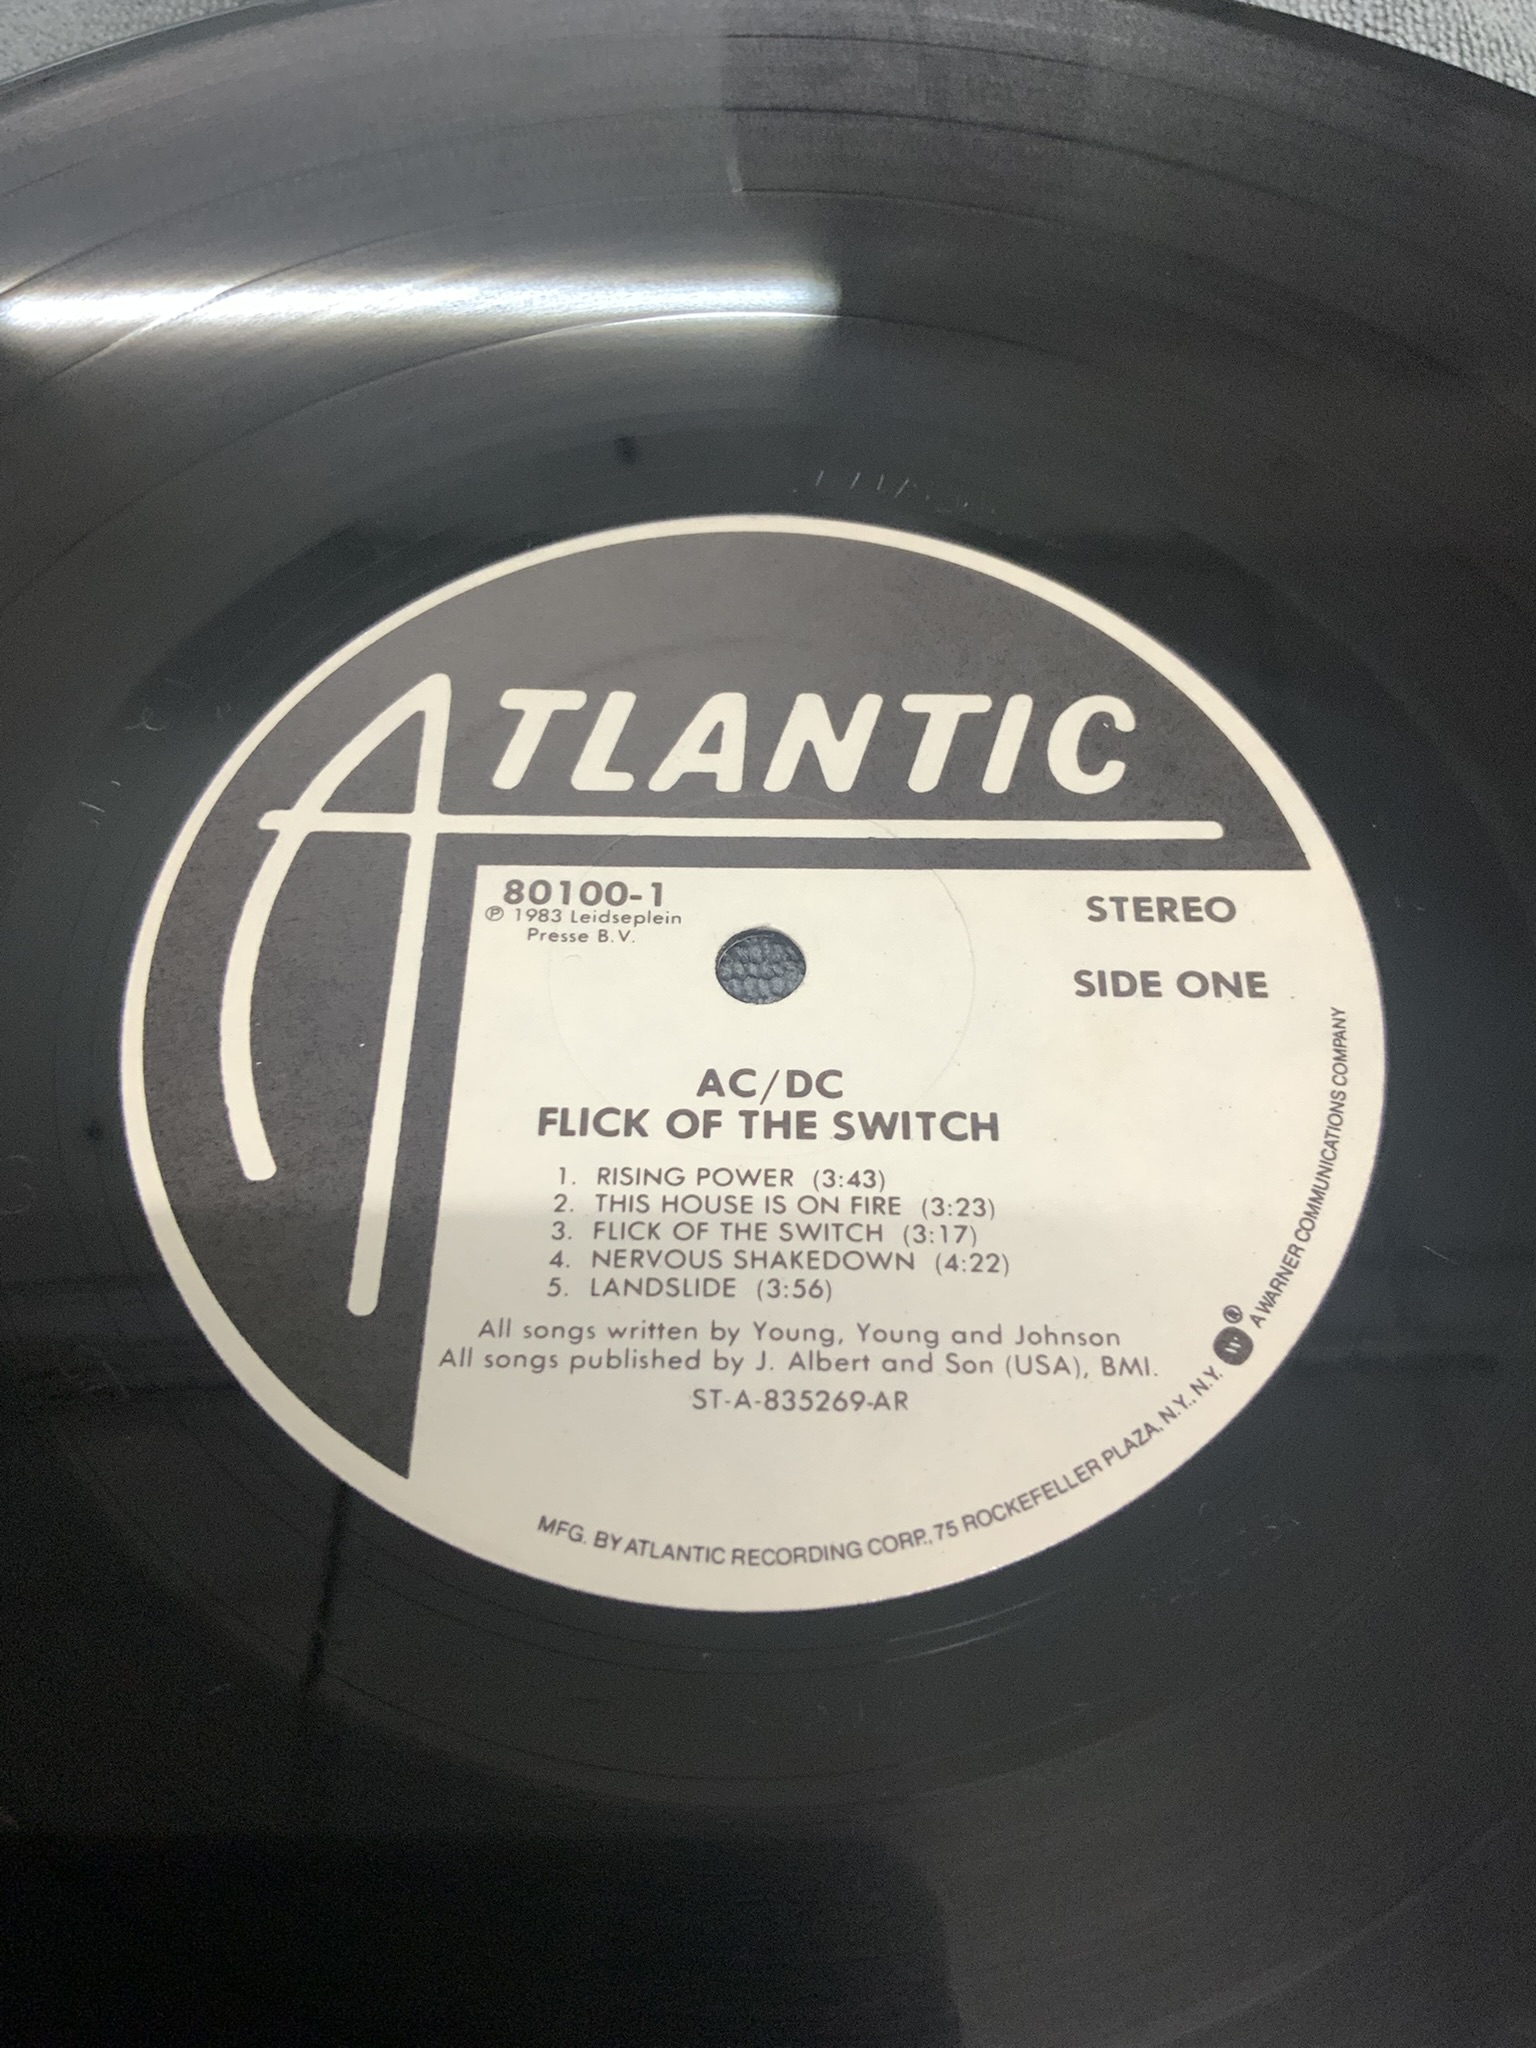 ATLANTIC
80100-1
℗ 1983 Leidseplein
Presse B.V.
STEREO
SIDE ONE
AC/DC
FLICK OF THE SWITCH
1. RISING POWER (3:43)
2. THIS HOUSE IS ON FIRE (3:23)
3. FLICK OF THE SWITCH (3:17)
4. NERVOUS SHAKEDOWN (4:22)
5. LANDSLIDE (3:56)
All songs written by Young, Young and Johnson
All songs published by J. Albert and Son (USA), BMI.
ST-A-835269-AR
MFG. BY ATLANTIC RECORDING CORP., 75 ROCKEFELLER PLAZA, N.Y., N.Y. ® A WARNER COMMUNICATIONS COMPANY